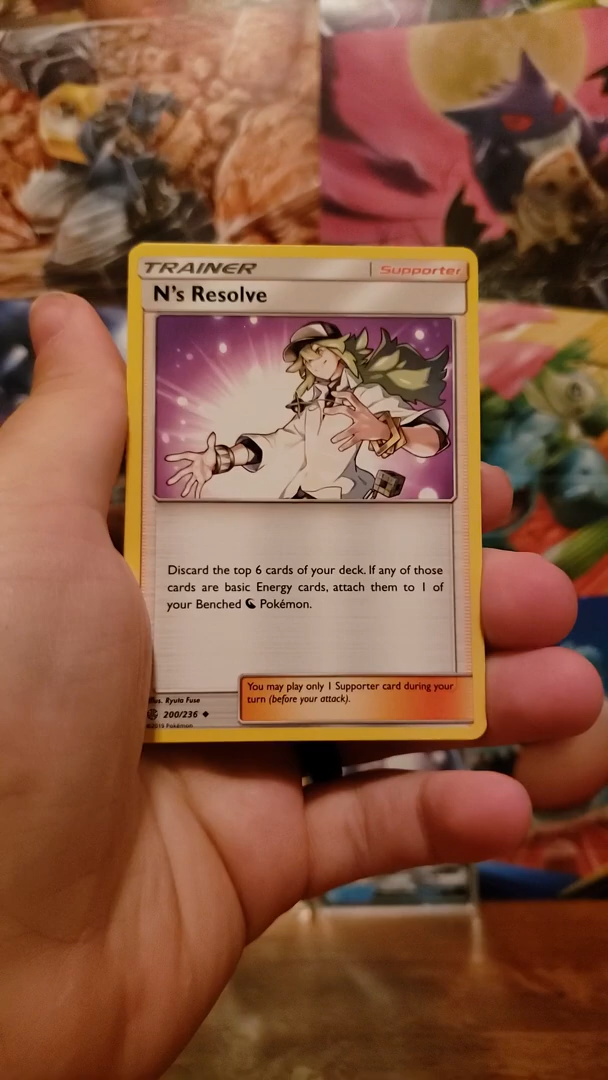 TRAINER Supporter
N's Resolve
Discard the top 6 cards of your deck. If any of those
cards are basic Energy cards, attach them to 1 of
your Benched Pokémon.
You may play only 1 Supporter card during your
turn (before your attack).
Illus. Ryuta Fuse
200/236
Pokémon